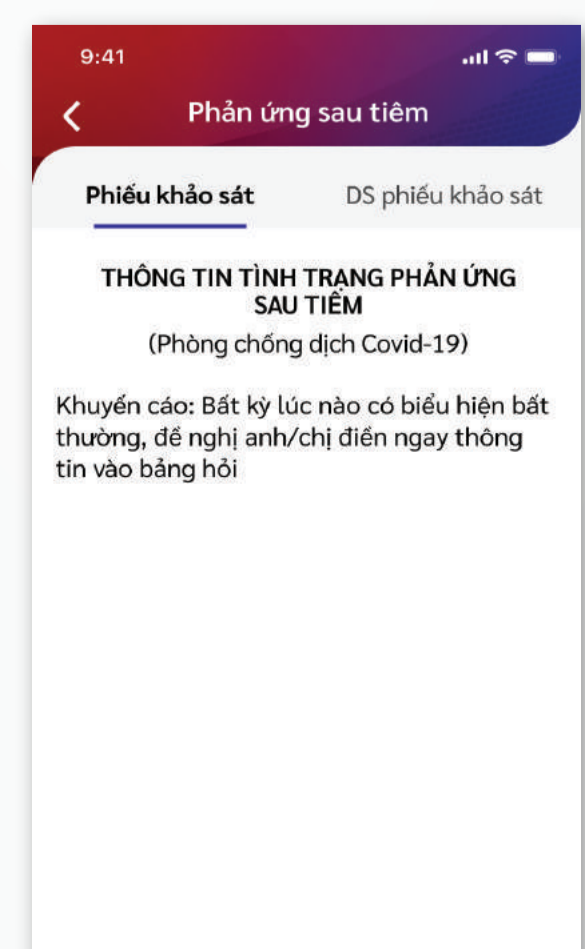 9:41
Phản ứng sau tiêm
Phiếu khảo sát
DS phiếu khảo sát
THÔNG TIN TÌNH TRẠNG PHẢN ỨNG
SAU TIÊM
(Phòng chống dịch Covid-19)
Khuyến cáo: Bất kỳ lúc nào có biểu hiện bất
thường, đề nghị anh/chị điền ngay thông
tin vào bảng hỏi